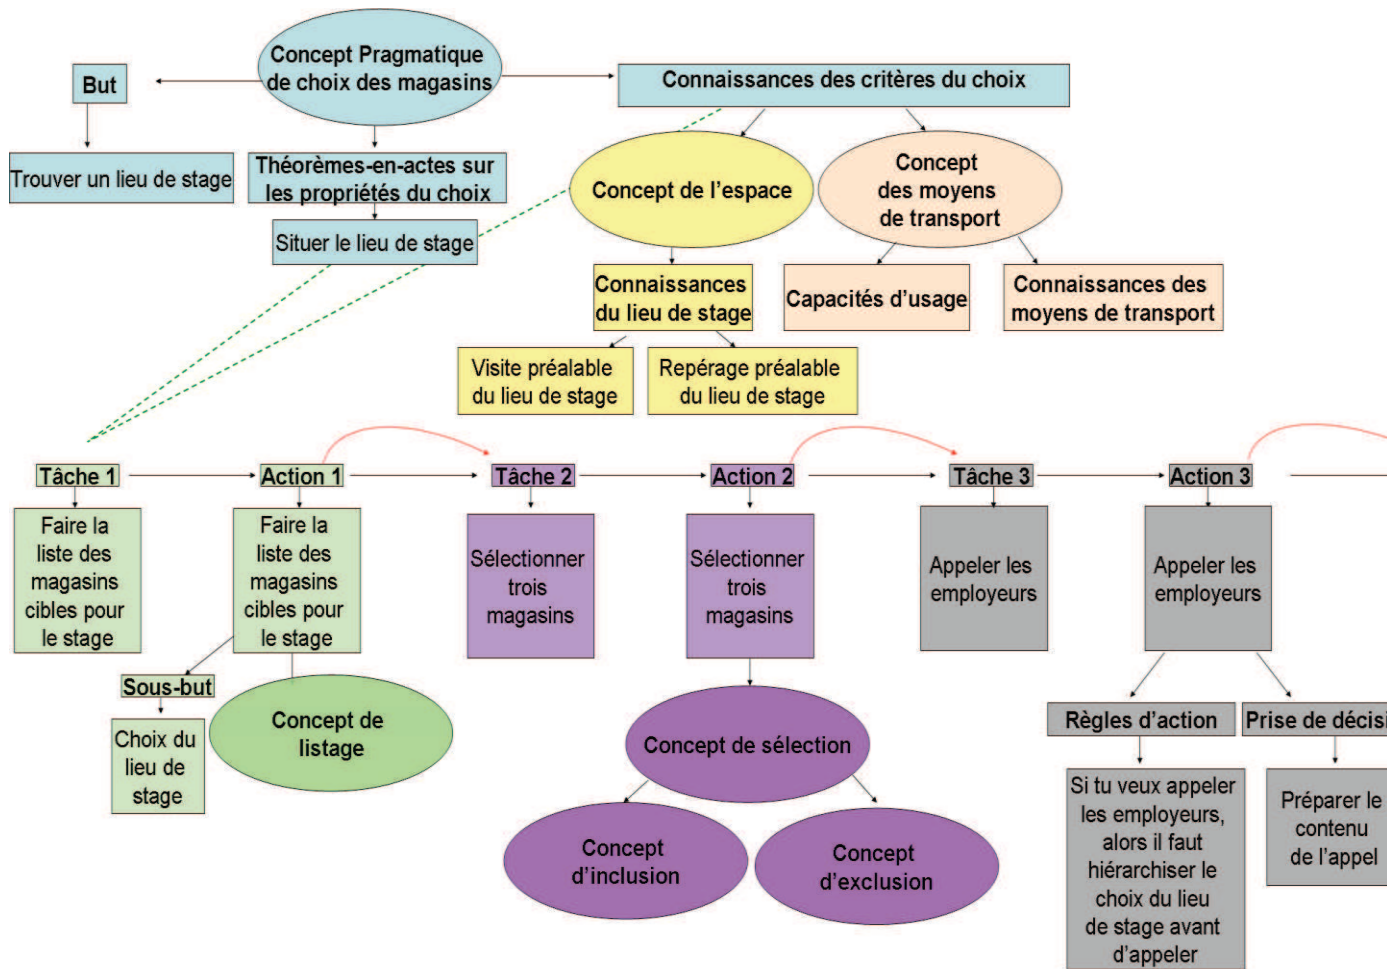 Concept Pragmatique
de choix des magasins
But
Connaissances des critères du choix
Trouver un lieu de stage
Théorèmes-en-actes sur
les propriétés du choix
Situer le lieu de stage
Concept de l’espace
Concept
des moyens
de transport
Connaissances
du lieu de stage
Capacités d’usage
Connaissances des
moyens de transport
Visite préalable
du lieu de stage
Repérage préalable
du lieu de stage
Tâche 1
Action 1
Tâche 2
Action 2
Tâche 3
Action 3
Faire la
liste des
magasins
cibles pour
le stage
Faire la
liste des
magasins
cibles pour
le stage
Sélectionner
trois
magasins
Sélectionner
trois
magasins
Appeler les
employeurs
Appeler les
employeurs
Sous-but
Choix du
lieu de
stage
Concept de
listage
Concept de sélection
Concept
d’inclusion
Concept
d’exclusion
Règles d’action
Prise de décisi
Si tu veux appeler
les employeurs,
alors il faut
hiérarchiser le
choix du lieu
de stage avant
d’appeler
Préparer le
contenu
de l’appel